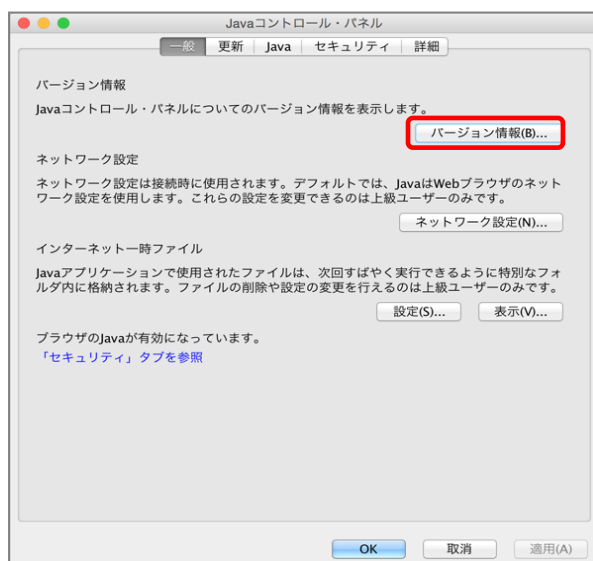 Javaコントロール・パネル
一般 更新 Java セキュリティ 詳細
バージョン情報
Javaコントロール・パネルについてのバージョン情報を表示します。
バージョン情報(B)...
ネットワーク設定
ネットワーク設定は接続時に使用されます。デフォルトでは、JavaはWebブラウザのネット
ワーク設定を使用します。これらの設定を変更できるのは上級ユーザーのみです。
ネットワーク設定(N)...
インターネット一時ファイル
Javaアプリケーションで使用されたファイルは、次回すばやく実行できるように特別なフォ
ルダ内に格納されます。ファイルの削除や設定の変更を行えるのは上級ユーザーのみです。
設定(S)... 表示(V)...
ブラウザのJavaが有効になっています。
「セキュリティ」タブを参照
OK 取消 適用(A)